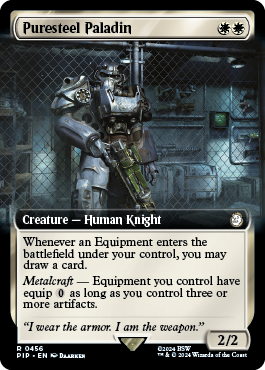 Puresteel Paladin
Creature — Human Knight
Whenever an Equipment enters the
battlefield under your control, you may
draw a card.
Metalcraft — Equipment you control have
equip 0 as long as you control three or
more artifacts.
“I wear the armor. I am the weapon.”
2/2
R 0456
PIP • EN Daarken
©2024 BSW
™ & © 2024 Wizards of the Coast